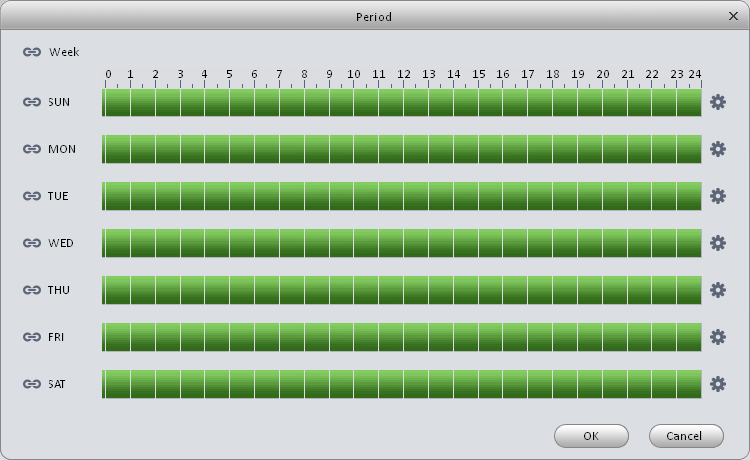 Period
Week
0 1 2 3 4 5 6 7 8 9 10 11 12 13 14 15 16 17 18 19 20 21 22 23 24
SUN
MON
TUE
WED
THU
FRI
SAT
OK Cancel